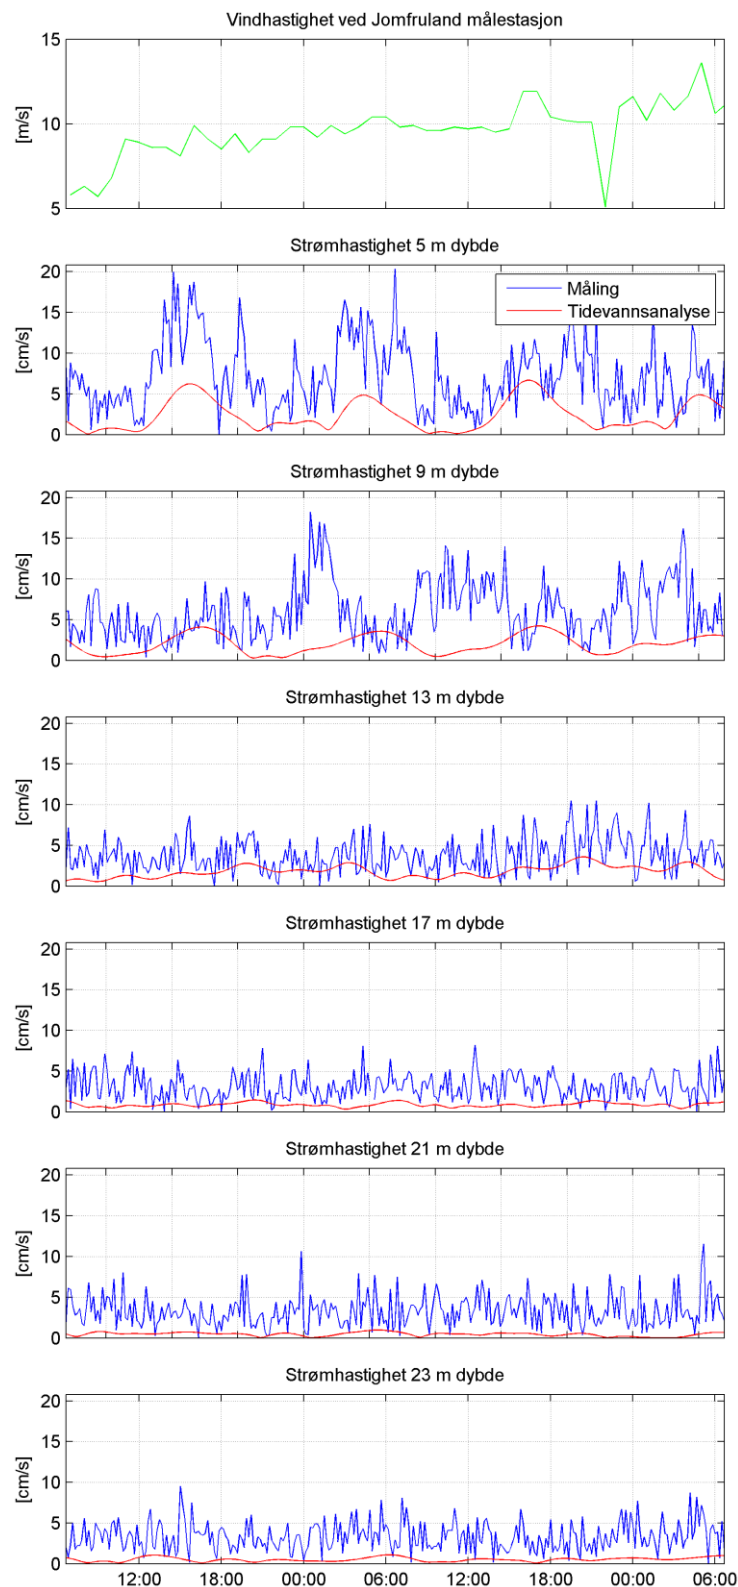 Vindhastighet ved Jomfruland målestasjon
15
10
5
[m/s]
Strømhastighet 5 m dybde
20
15
10
5
0
[cm/s]
Måling
Tidevannsanalyse
Strømhastighet 9 m dybde
20
15
10
5
0
[cm/s]
Strømhastighet 13 m dybde
20
15
10
5
0
[cm/s]
Strømhastighet 17 m dybde
20
15
10
5
0
[cm/s]
Strømhastighet 21 m dybde
20
15
10
5
0
[cm/s]
Strømhastighet 23 m dybde
20
15
10
5
0
[cm/s]
12:00 18:00 00:00 06:00 12:00 18:00 00:00 06:00